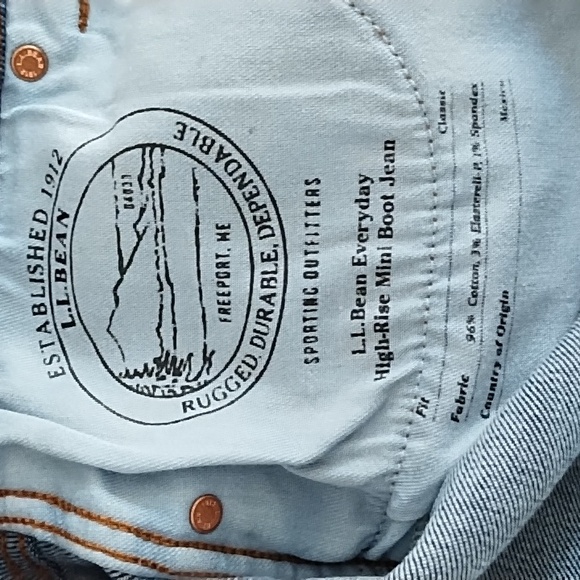 ESTABLISHED 1912
L.L.BEAN
04033
FREEPORT, ME
RUGGED. DURABLE. DEPENDABLE
SPORTING OUTFITTERS
L.L.Bean Everyday
High-Rise Mini Boot Jean
Fit Classic
Fabric 96% Cotton, 3% Elasterell-P, 1% Spandex
Country of Origin Mexico